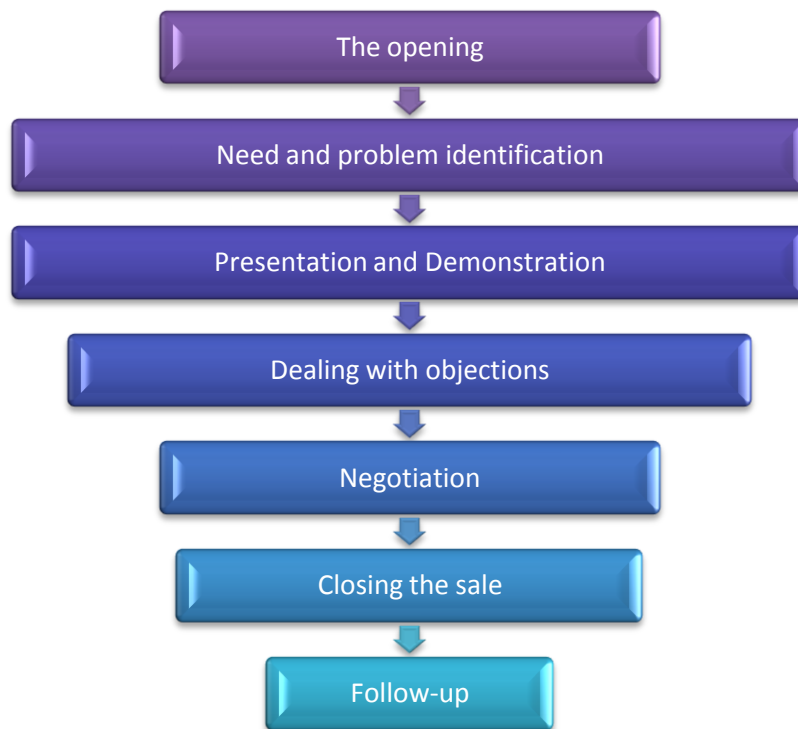 The opening
Need and problem identification
Presentation and Demonstration
Dealing with objections
Negotiation
Closing the sale
Follow-up